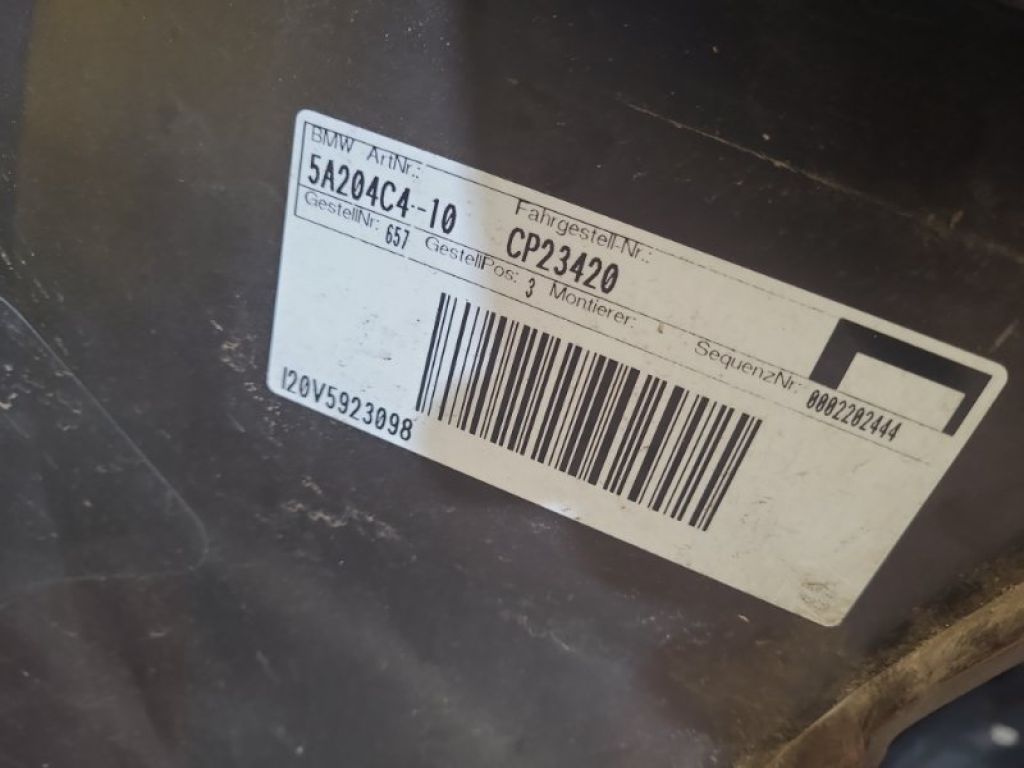 BMW ArtNr.: Fahrgestell-Nr.:
5A204C4-10 CP23420
GestellNr: 657 GestellPos: 3 Montierer: SequenzNr: 0002202444
I20V5923098